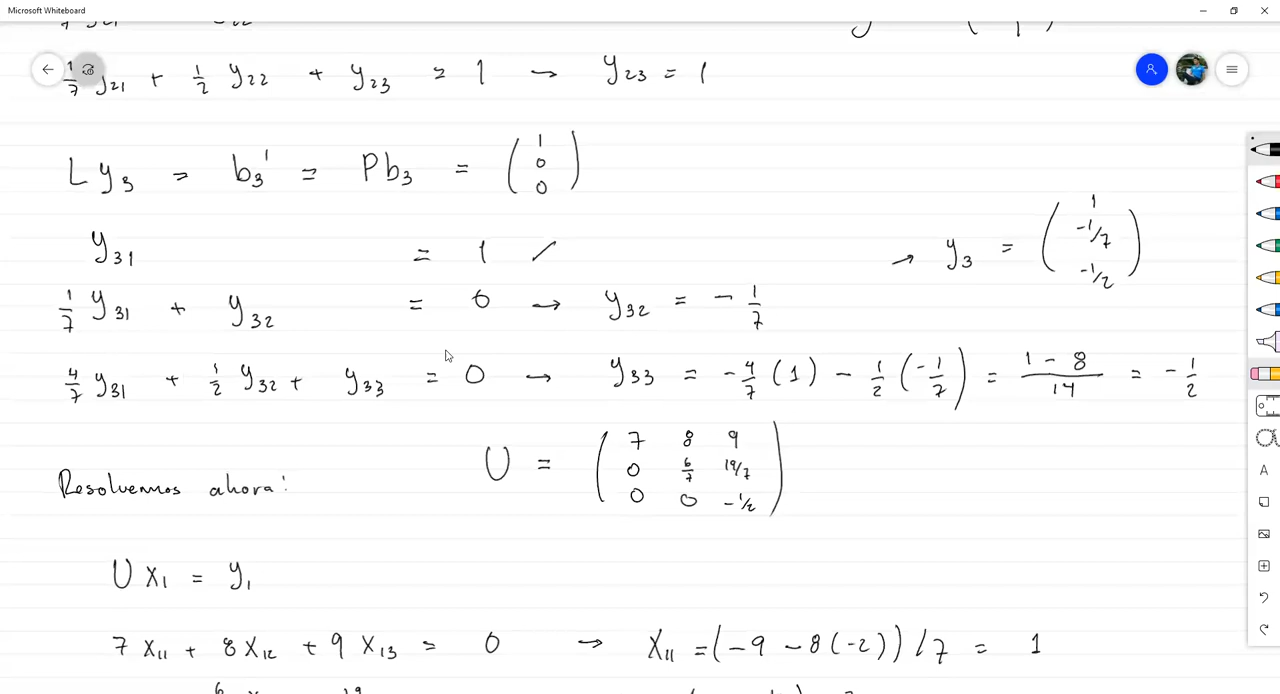 Microsoft Whiteboard
1/7 y21 + 1/2 y22 + y23 = 1 → y23 = 1
L y3 = b3' = Pb3 = ( 1 0 0 )
y31 = 1 ✓
→ y3 = ( 1 -1/7 -1/2 )
1/7 y31 + y32 = 0 → y32 = - 1/7
4/7 y31 + 1/2 y32 + y33 = 0 → y33 = - 4/7 (1) - 1/2 (-1/7) = 1 - 8 / 14 = - 1/2
U = ( 7 8 9
0 6/7 19/7
0 0 -1/2 )
Resolvemos ahora:
U x1 = y1
7 x11 + 8 x12 + 9 x13 = 0 → x11 = (-9 - 8(-2)) / 7 = 1